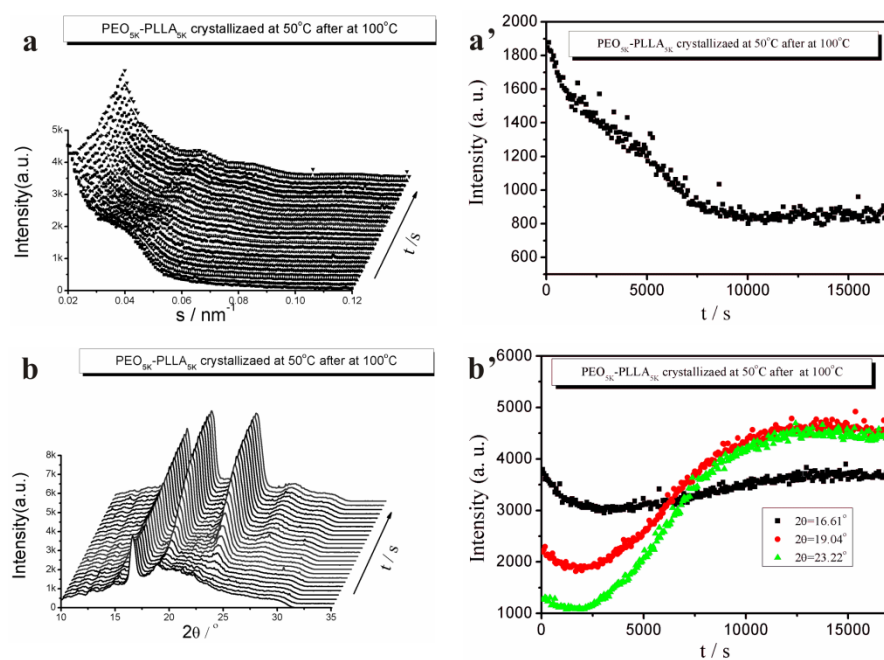 a
PEO5K-PLLA5K crystallizaed at 50°C after at 100°C
Intensity(a.u.)
5k
4k
3k
2k
1k
0
0.02 0.04 0.06 0.08 0.10 0.12
s / nm-1
t /s
a’
PEO5K-PLLA5K crystallizaed at 50°C after at 100°C
Intensity (a. u.)
2000
1800
1600
1400
1200
1000
800
600
0 5000 10000 15000
t / s
b
PEO5K-PLLA5K crystallizaed at 50°C after at 100°C
Intensity(a.u.)
8k
7k
6k
5k
4k
3k
2k
1k
0
10 15 20 25 30 35
2θ / °
t / s
b’
PEO5K-PLLA5K crystallizaed at 50°C after at 100°C
Intensity (a. u.)
6000
5000
4000
3000
2000
1000
2θ=16.61°
2θ=19.04°
2θ=23.22°
0 5000 10000 15000
t / s